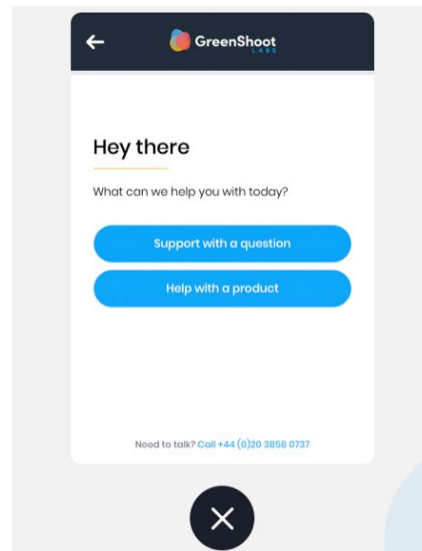 GreenShoot
LABS
Hey there
What can we help you with today?
Support with a question
Help with a product
Need to talk? Call +44 (0)20 3858 0737